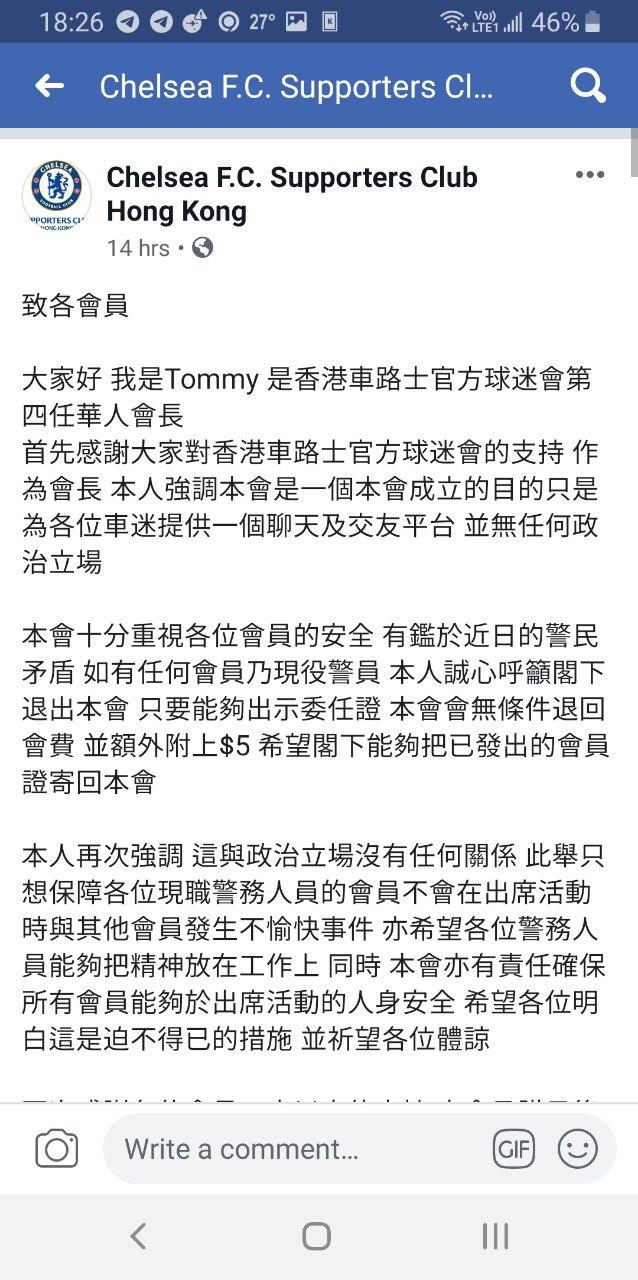 18:26 27° Vo)) LTE1 46%
Chelsea F.C. Supporters Cl...
CHELSEA
FOOTBALL CLUB
PPORTERS CL
HONG KONG
Chelsea F.C. Supporters Club
Hong Kong
14 hrs •
致各會員
大家好 我是Tommy 是香港車路士官方球迷會第
四任華人會長
首先感謝大家對香港車路士官方球迷會的支持 作
為會長 本人強調本會是一個本會成立的目的只是
為各位車迷提供一個聊天及交友平台 並無任何政
治立場
本會十分重視各位會員的安全 有鑑於近日的警民
矛盾 如有任何會員乃現役警員 本人誠心呼籲閣下
退出本會 只要能夠出示委任證 本會會無條件退回
會費 並額外附上$5 希望閣下能夠把已發出的會員
證寄回本會
本人再次強調 這與政治立場沒有任何關係 此舉只
想保障各位現職警務人員的會員不會在出席活動
時與其他會員發生不愉快事件 亦希望各位警務人
員能夠把精神放在工作上 同時 本會亦有責任確保
所有會員能夠於出席活動的人身安全 希望各位明
白這是迫不得已的措施 並祈望各位體諒
Write a comment...
GIF